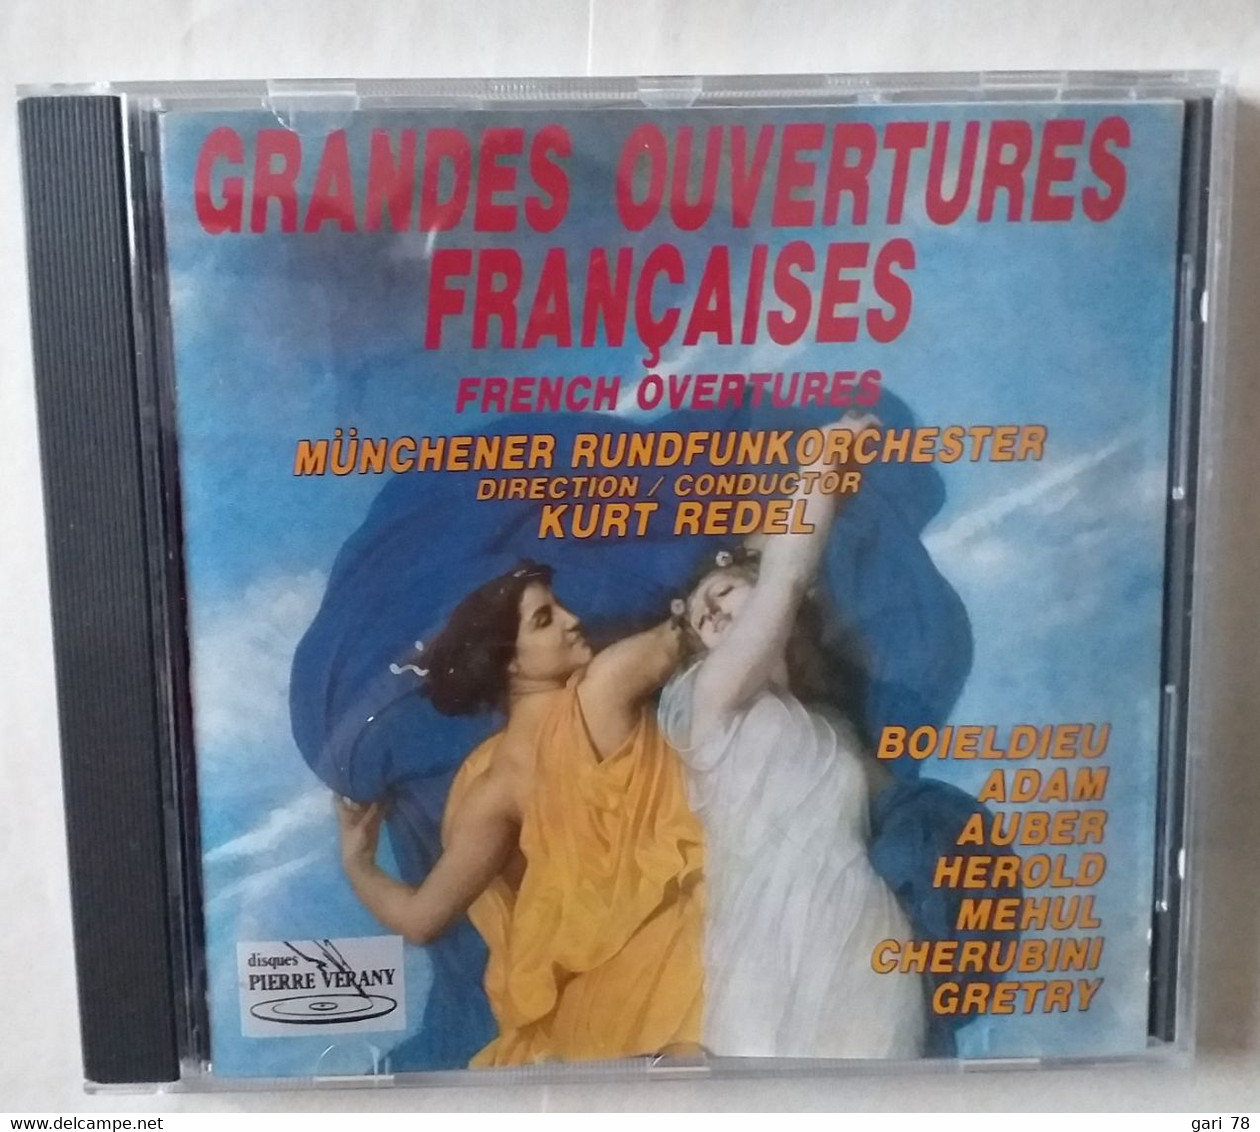 GRANDES OUVERTURES
FRANÇAISES
FRENCH OVERTURES
MÜNCHENER RUNDFUNKORCHESTER
DIRECTION / CONDUCTOR
KURT REDEL
BOIELDIEU
ADAM
AUBER
HEROLD
MEHUL
CHERUBINI
GRETRY
disques
PIERRE VERANY
www.delcampe.net
gari 78